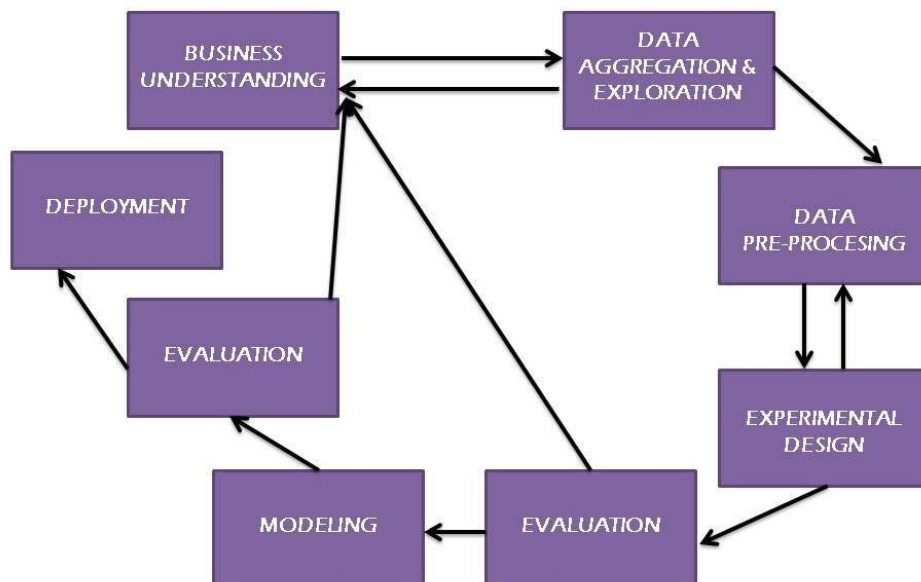 BUSINESS
UNDERSTANDING
DATA
AGGREGATION &
EXPLORATION
DEPLOYMENT
DATA
PRE-PROCESING
EVALUATION
EXPERIMENTAL
DESIGN
MODELING
EVALUATION